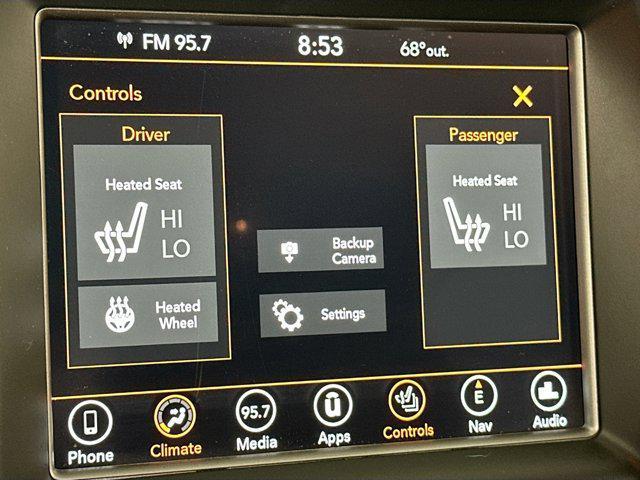 FM 95.7 8:53 68°out.
Controls
Driver
Heated Seat
HI
LO
Heated
Wheel
Backup
Camera
Settings
Passenger
Heated Seat
HI
LO
Phone
Climate
95.7
Media
Apps
Controls
E
Nav
Audio